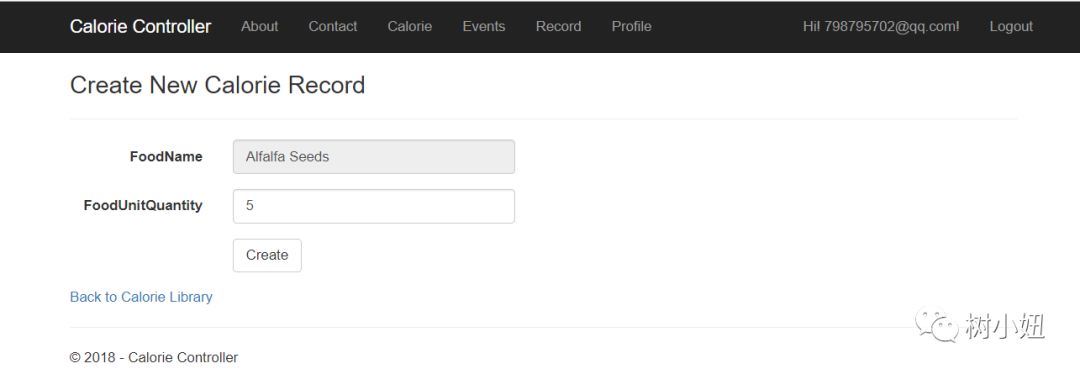 Calorie Controller About Contact Calorie Events Record Profile Hi! 798795702@qq.com! Logout
Create New Calorie Record
FoodName Alfalfa Seeds
FoodUnitQuantity 5
Create
Back to Calorie Library
树小妞
© 2018 - Calorie Controller